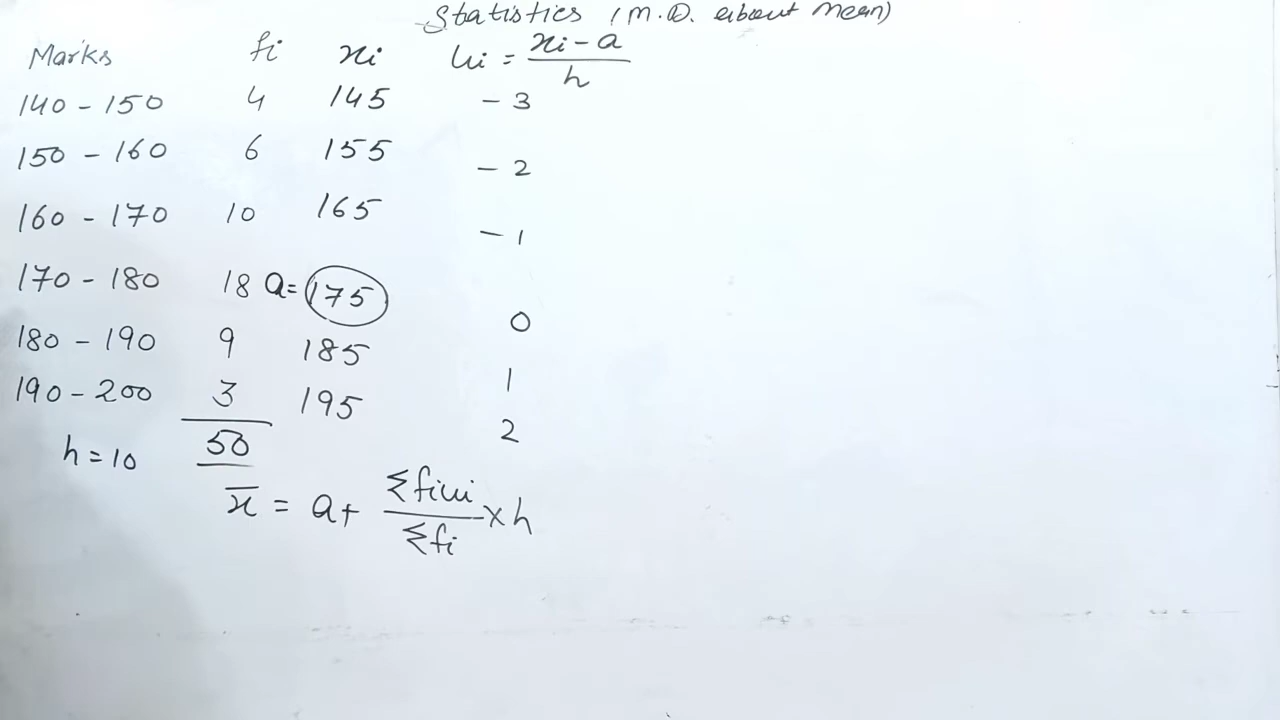 Statistics (M.D. about mean)
Marks fi xi ui = xi - a / h
140 - 150 4 145 - 3
150 - 160 6 155 - 2
160 - 170 10 165 - 1
170 - 180 18 a = 175 0
180 - 190 9 185 1
190 - 200 3 195 2
h = 10 50
x̄ = a + Σfiui / Σfi × h